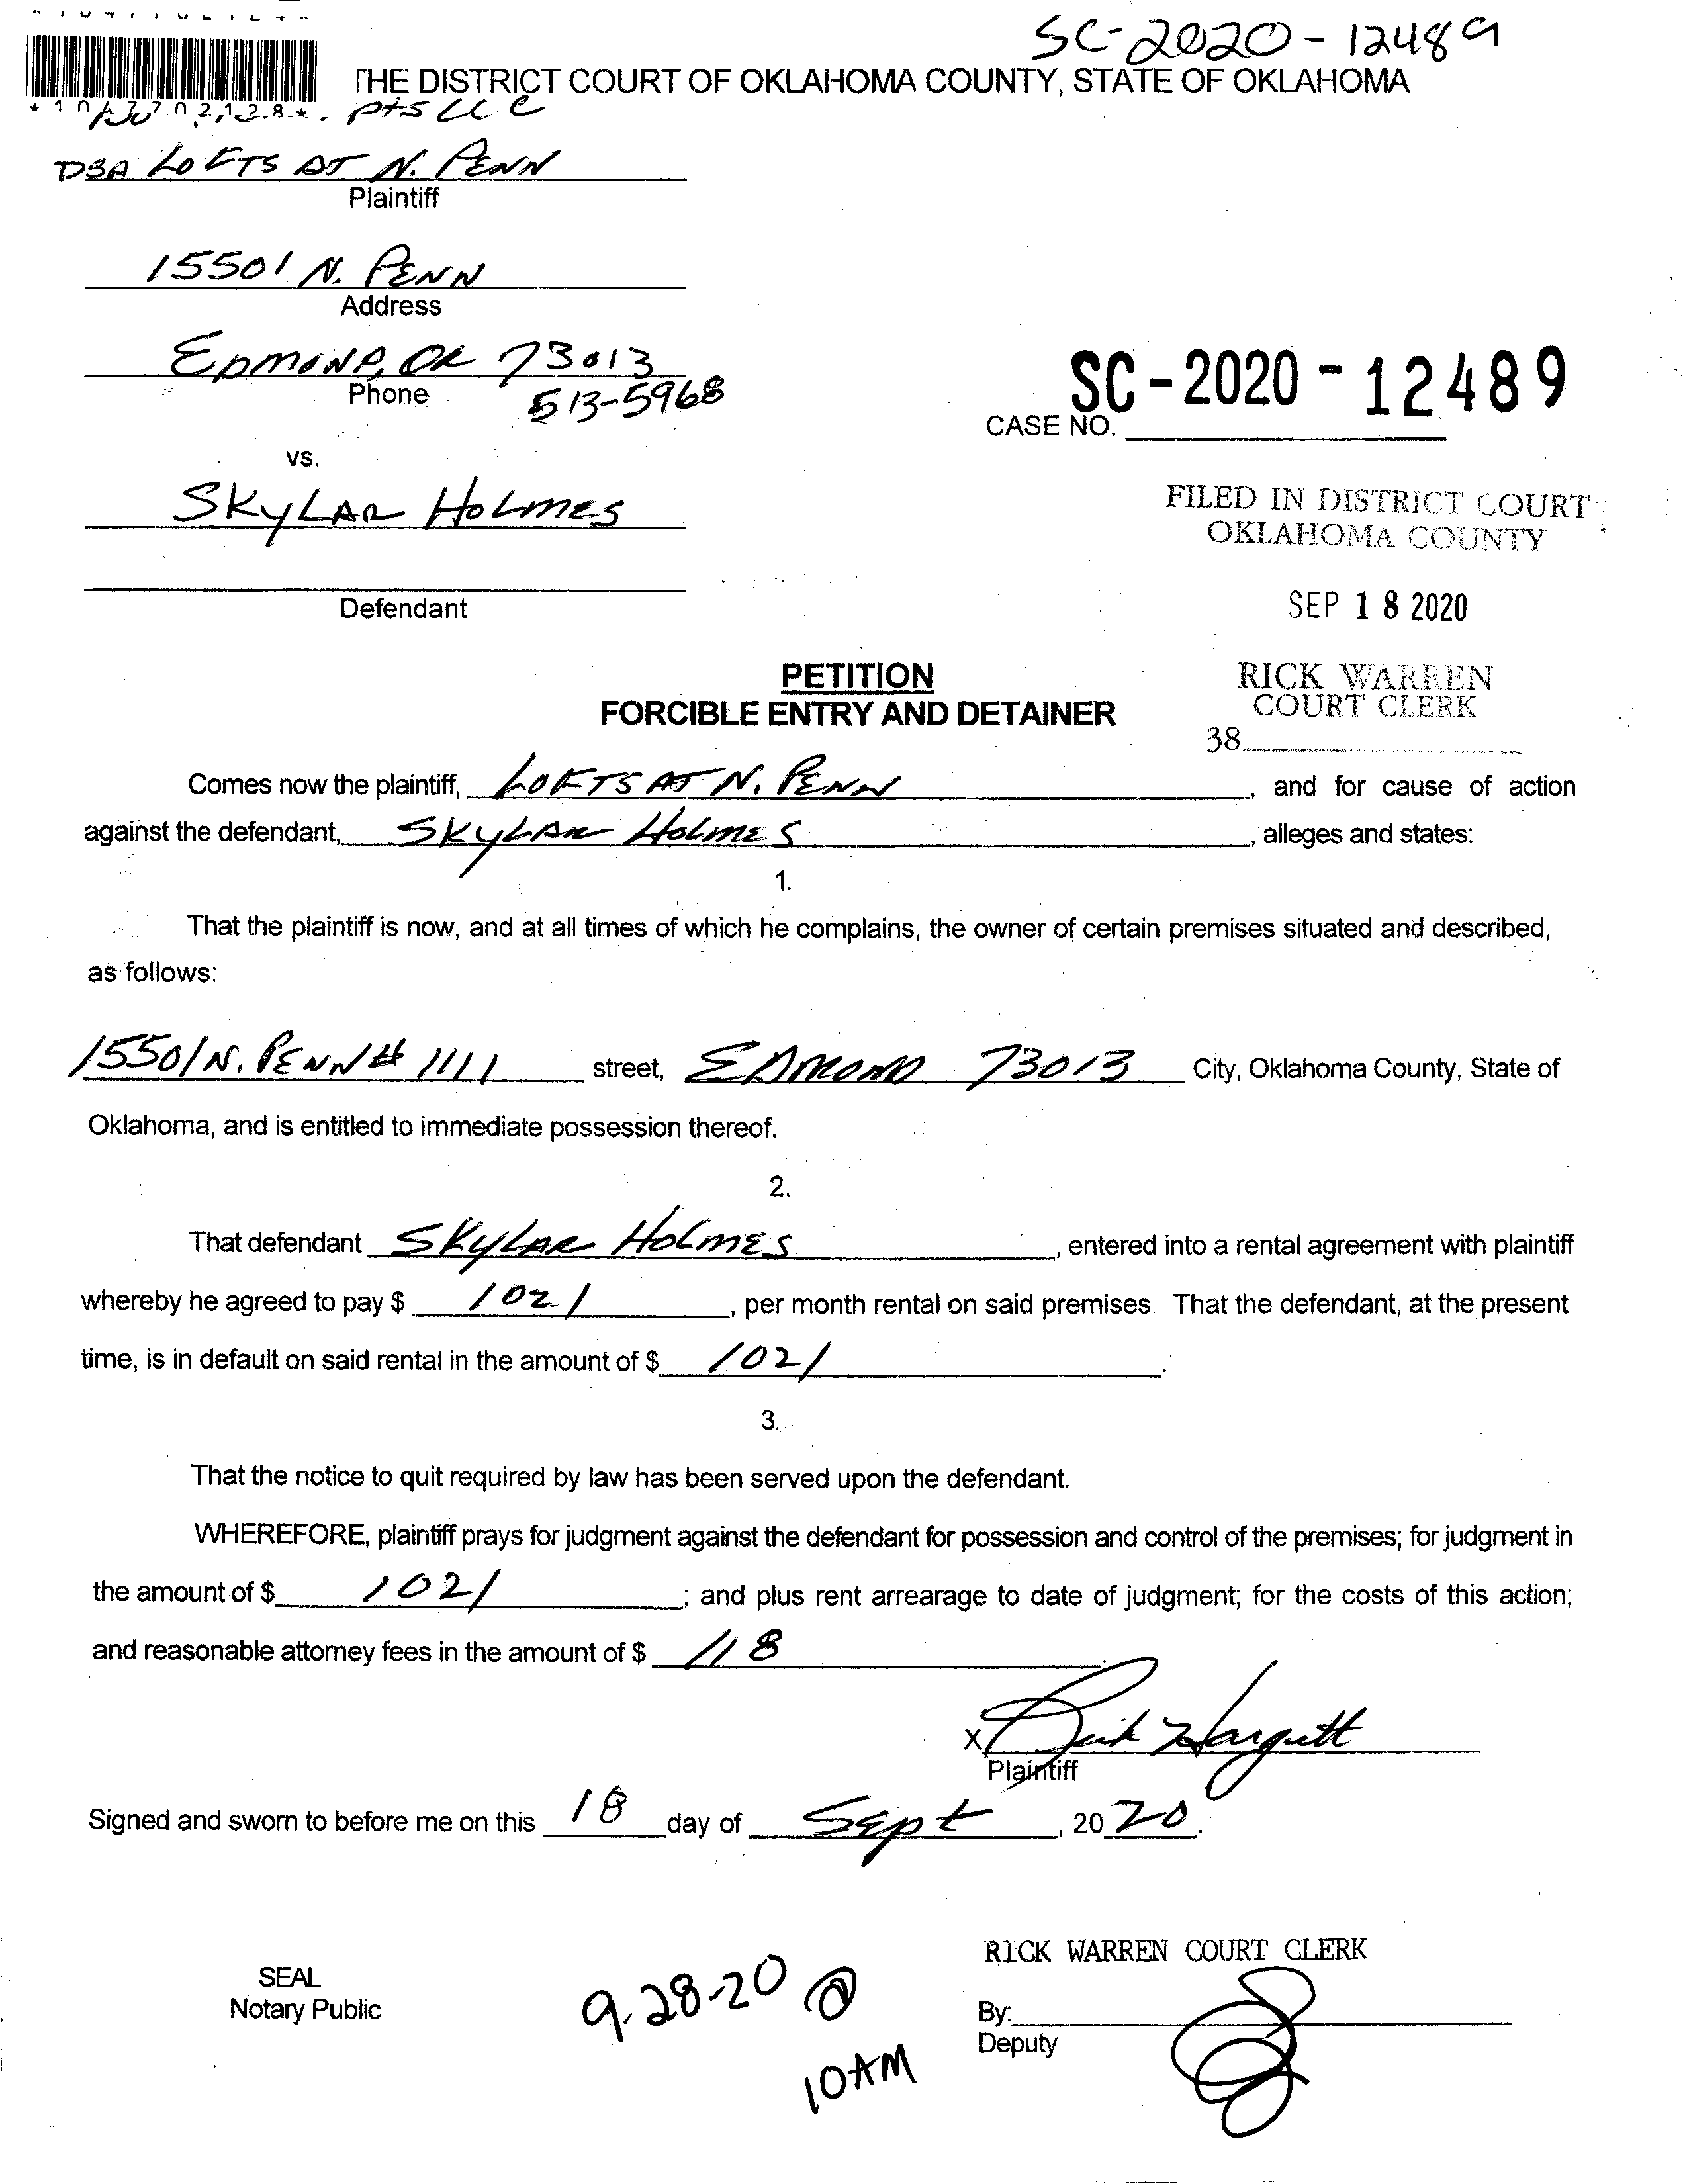 SC-2020-12489
THE DISTRICT COURT OF OKLAHOMA COUNTY, STATE OF OKLAHOMA
LLC
DBA LOFTS AT N. PENN
Plaintiff
15501 N. PENN
Address
EDMOND, OK 73013
Phone 513-5968
SC-2020-12489
CASE NO.
vs.
SKYLAR HOLMES
FILED IN DISTRICT COURT
OKLAHOMA COUNTY
Defendant
SEP 18 2020
PETITION
FORCIBLE ENTRY AND DETAINER
RICK WARREN
COURT CLERK
38
Comes now the plaintiff, LOFTS AT N. PENN, and for cause of action
against the defendant, SKYLAR HOLMES, alleges and states:
1.
That the plaintiff is now, and at all times of which he complains, the owner of certain premises situated and described,
as follows:
15501 N. PENN # 1111 street, EDMOND 73013 City, Oklahoma County, State of
Oklahoma, and is entitled to immediate possession thereof.
2.
That defendant SKYLAR HOLMES, entered into a rental agreement with plaintiff
whereby he agreed to pay $ 1021, per month rental on said premises. That the defendant, at the present
time, is in default on said rental in the amount of $ 1021.
3.
That the notice to quit required by law has been served upon the defendant.
WHEREFORE, plaintiff prays for judgment against the defendant for possession and control of the premises; for judgment in
the amount of $ 1021; and plus rent arrearage to date of judgment; for the costs of this action;
and reasonable attorney fees in the amount of $ 118.
X
Plaintiff
Signed and sworn to before me on this 18 day of Sept, 2020.
RICK WARREN COURT CLERK
SEAL
Notary Public
9-28-20 @
10AM
By:
Deputy